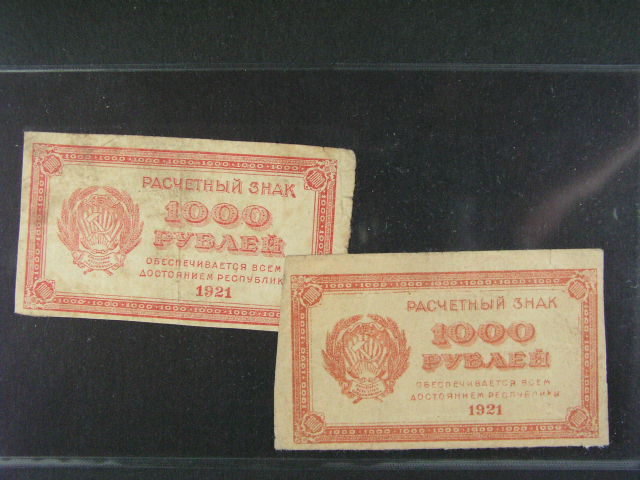 РАСЧЕТНЫЙ ЗНАК
1000
РУБЛЕЙ
ОБЕСПЕЧИВАЕТСЯ ВСЕМ
ДОСТОЯНИЕМ РЕСПУБЛИКИ
1921
РАСЧЕТНЫЙ ЗНАК
1000
РУБЛЕЙ
ОБЕСПЕЧИВАЕТСЯ ВСЕМ
ДОСТОЯНИЕМ РЕСПУБЛИКИ
1921